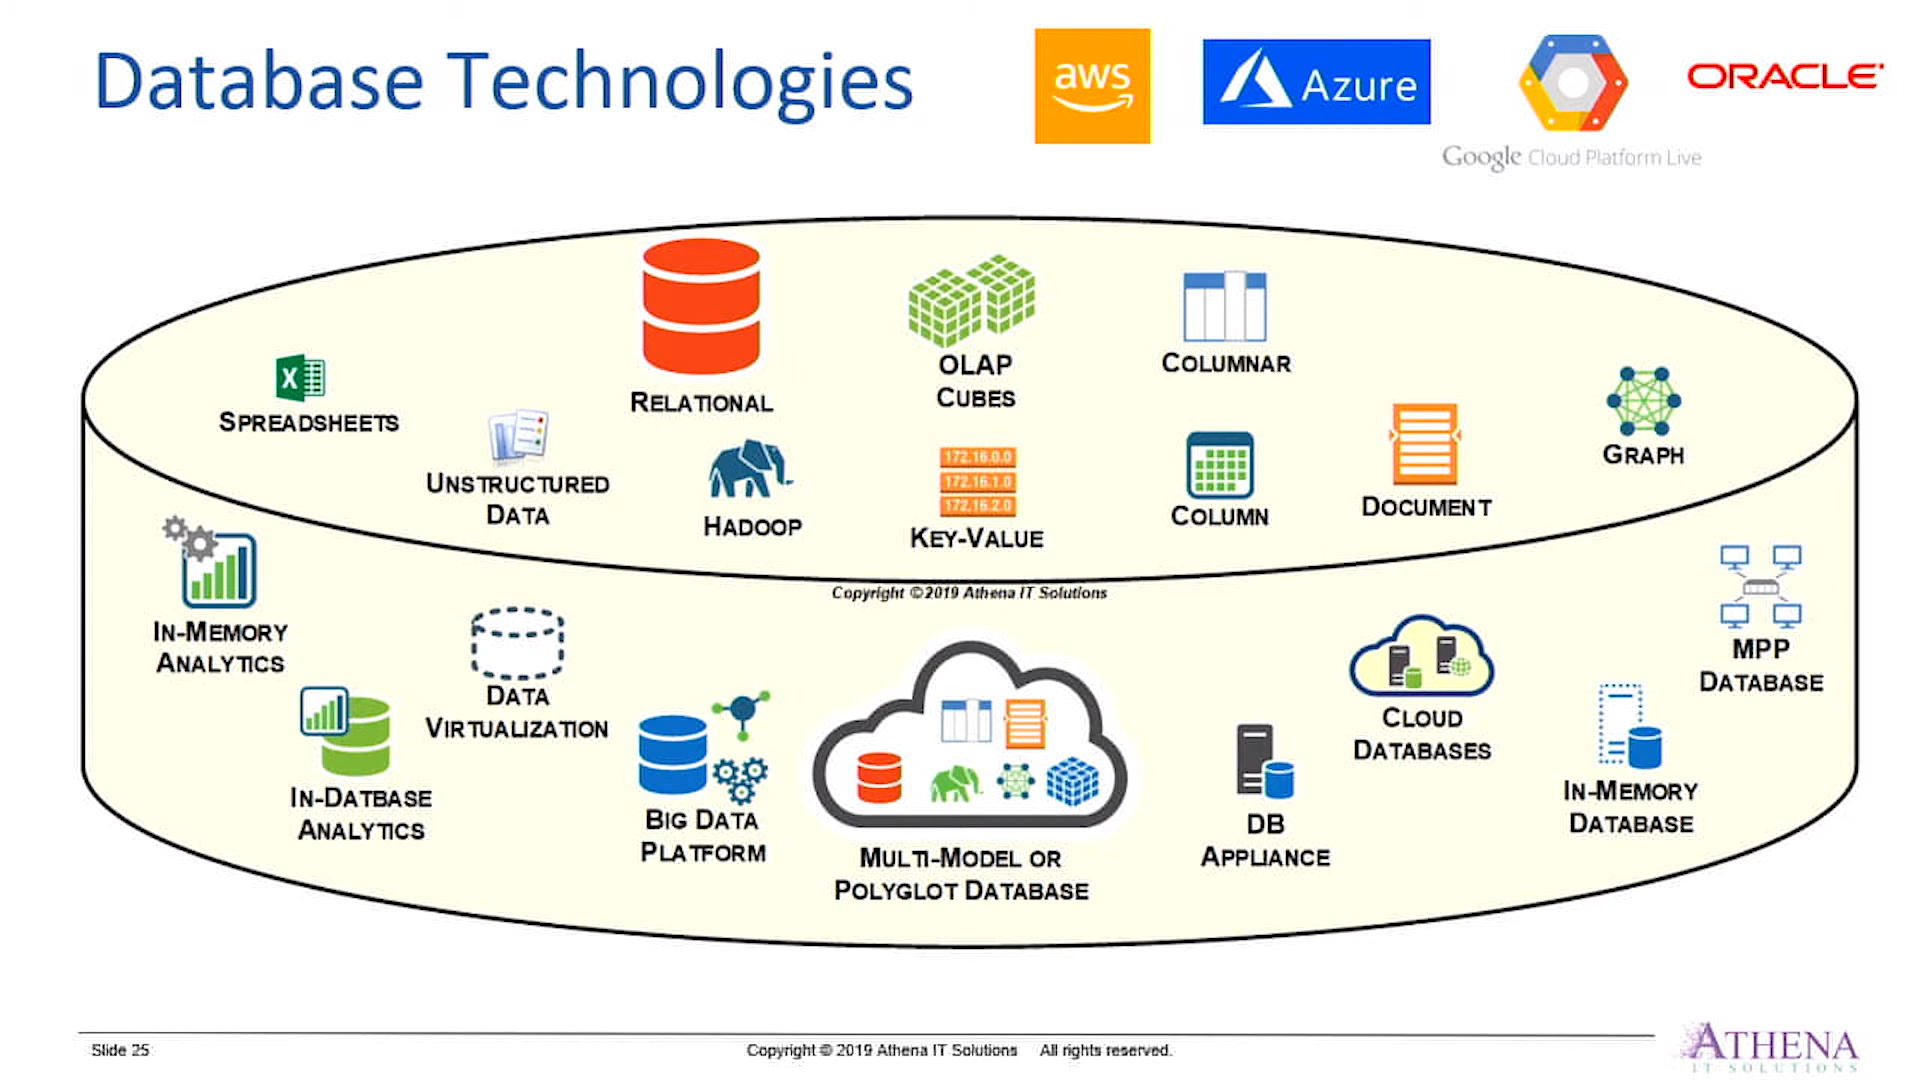 Database Technologies
aws
Azure
Google Cloud Platform Live
ORACLE
SPREADSHEETS
UNSTRUCTURED
DATA
RELATIONAL
HADOOP
OLAP
CUBES
172.16.0.0
172.16.1.0
172.16.2.0
KEY-VALUE
COLUMNAR
COLUMN
DOCUMENT
GRAPH
Copyright ©2019 Athena IT Solutions
IN-MEMORY
ANALYTICS
IN-DATBASE
ANALYTICS
DATA
VIRTUALIZATION
BIG DATA
PLATFORM
MULTI-MODEL OR
POLYGLOT DATABASE
DB
APPLIANCE
CLOUD
DATABASES
IN-MEMORY
DATABASE
MPP
DATABASE
Slide 25
Copyright © 2019 Athena IT Solutions All rights reserved.
ATHENA
IT SOLUTIONS